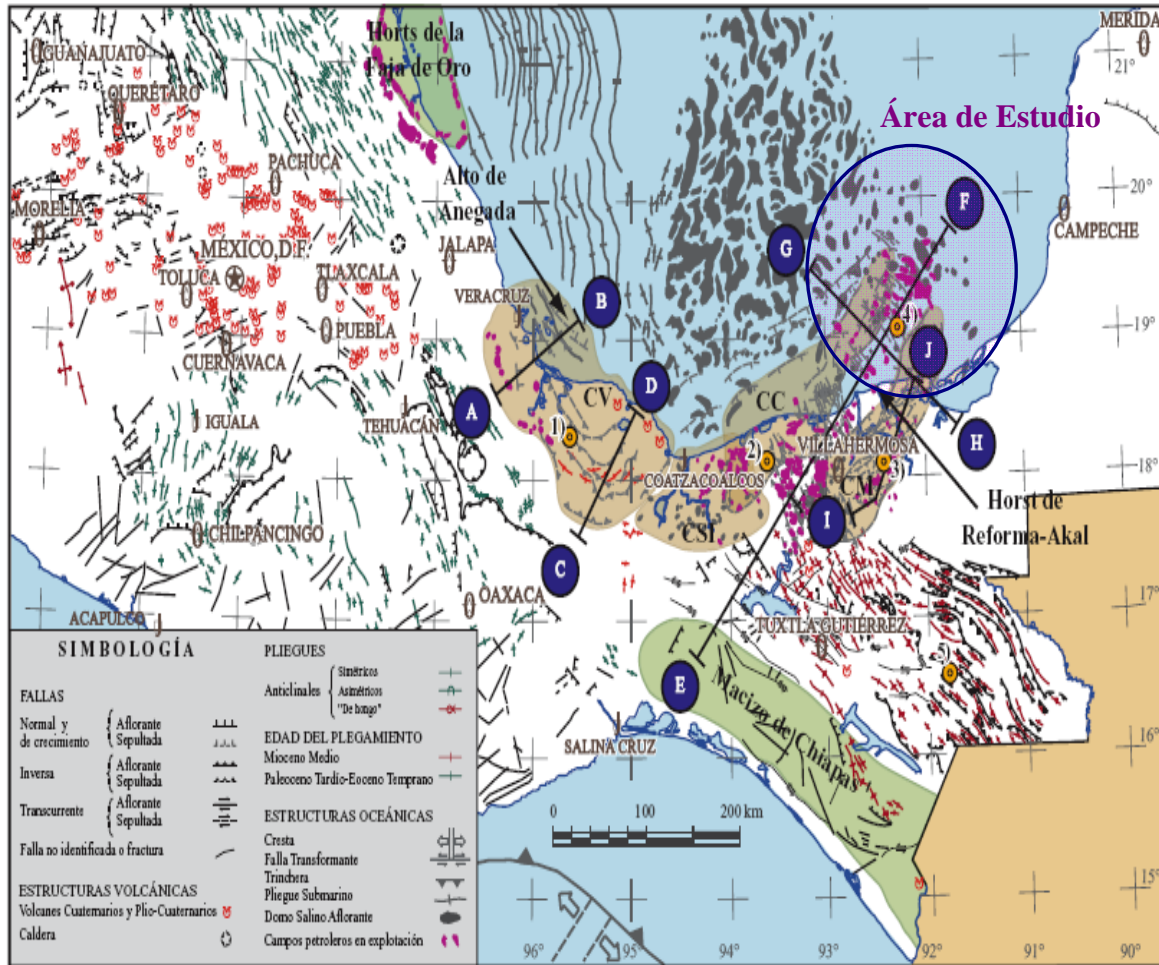 MERIDA
GUANAJUATO
Horts de la
Faja de Oro
21°
QUERÉTARO
Área de Estudio
PACHUCA
Alto de
Anegada
20°
MORELIA
JALAPA
F
CAMPECHE
MÉXICO, D.F.
G
TOLUCA
TLAXCALA
VERACRUZ
B
4)
19°
PUEBLA
CUERNAVACA
J
D
A
CV
CC
IGUALA
TEHUACÁN
1)
VILLAHERMOSA
H
2)
3)
18°
COATZACOALCOS
CM
Horst de
Reforma-Akal
I
CHILPANCINGO
CSI
C
OAXACA
17°
ACAPULCO
TUXTLA GUTIÉRREZ
5)
E
Macizo de Chiapas
SALINA CRUZ
16°
0 100 200 km
15°
96° 95° 94° 93° 92° 91°
SIMBOLOGÍA
FALLAS
Normal y
de crecimiento
Aflorante
Sepultada
Inversa
Aflorante
Sepultada
Transcurrente
Aflorante
Sepultada
Falla no identificada o fractura
ESTRUCTURAS VOLCÁNICAS
Volcanes Cuaternarios y Plio-Cuaternarios
Caldera
PLIEGUES
Anticlinales
Simétricos
Asimétricos
"De hongo"
EDAD DEL PLEGAMIENTO
Mioceno Medio
Paleoceno Tardío-Eoceno Temprano
ESTRUCTURAS OCEÁNICAS
Cresta
Falla Transformante
Trinchera
Pliegue Submarino
Domo Salino Aflorante
Campos petroleros en explotación